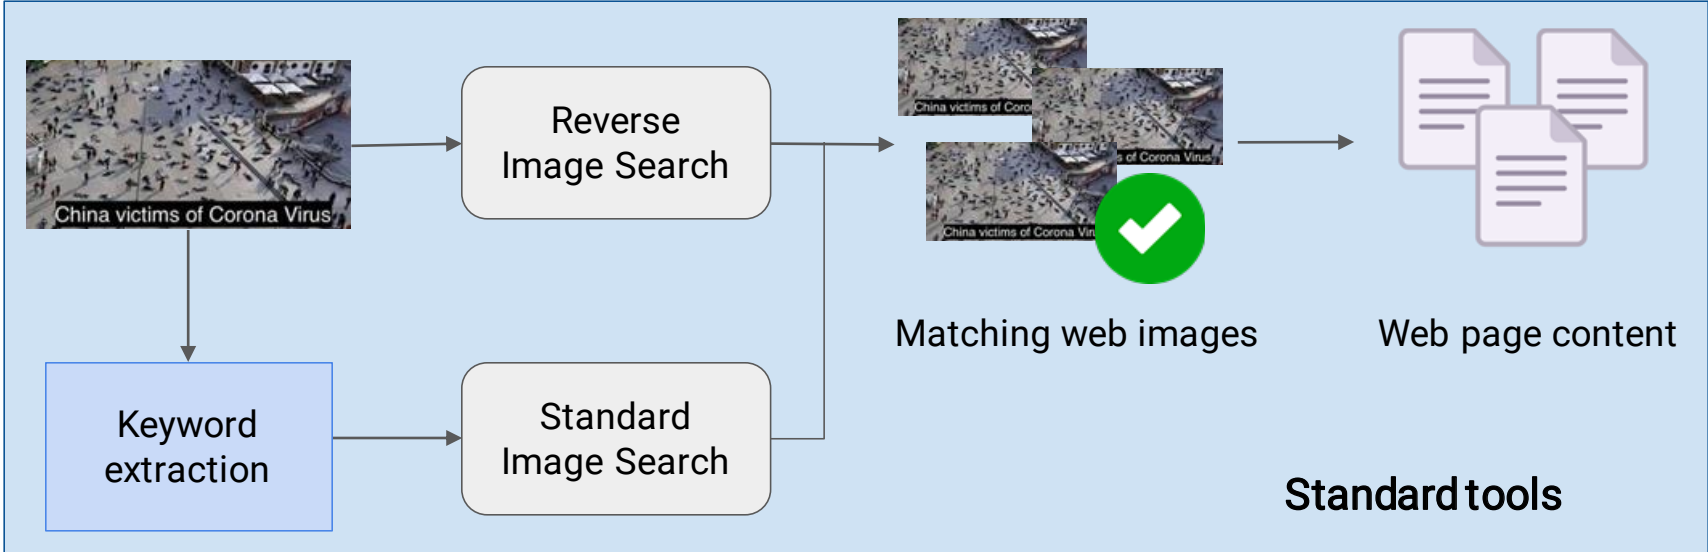 China victims of Corona Virus
Reverse
Image Search
China victims of Coro
s of Corona Virus
China victims of Corona Vir
Matching web images
Web page content
Keyword
extraction
Standard
Image Search
Standard tools